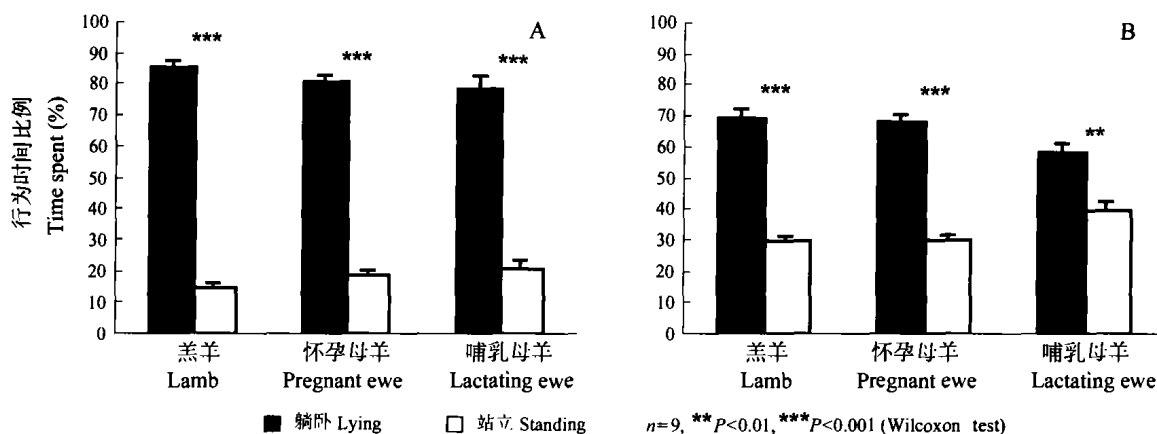 行为时间比例
Time spent (%)
100
90
80
70
60
50
40
30
20
10
0
A
***
***
***
羔羊
Lamb
怀孕母羊
Pregnant ewe
哺乳母羊
Lactating ewe
100
90
80
70
60
50
40
30
20
10
0
B
***
***
**
羔羊
Lamb
怀孕母羊
Pregnant ewe
哺乳母羊
Lactating ewe
躺卧 Lying
站立 Standing
n=9, **P<0.01, ***P<0.001 (Wilcoxon test)